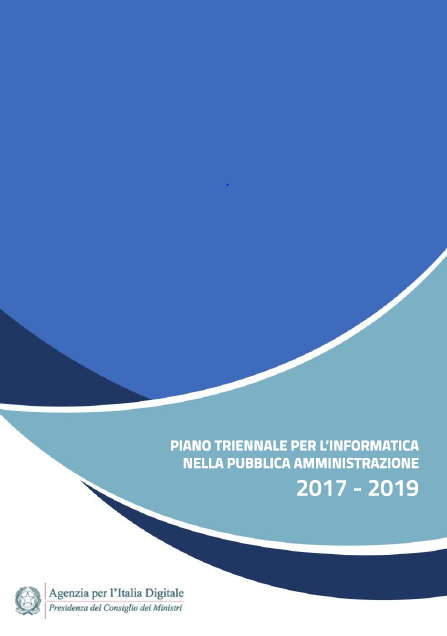 PIANO TRIENNALE PER L'INFORMATICA
NELLA PUBBLICA AMMINISTRAZIONE
2017 - 2019
Agenzia per l'Italia Digitale
Presidenza del Consiglio dei Ministri